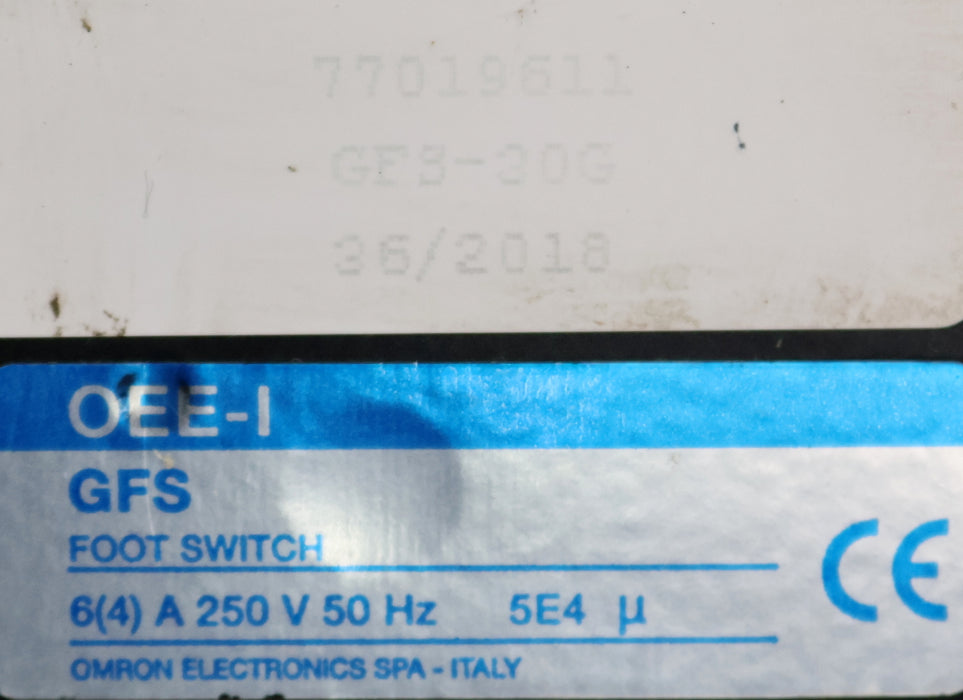 77019611
GFS-30G
36/2018
OEE-I
GFS
FOOT SWITCH
6(4) A 250 V 50 Hz 5E4 µ
CE
OMRON ELECTRONICS SPA - ITALY